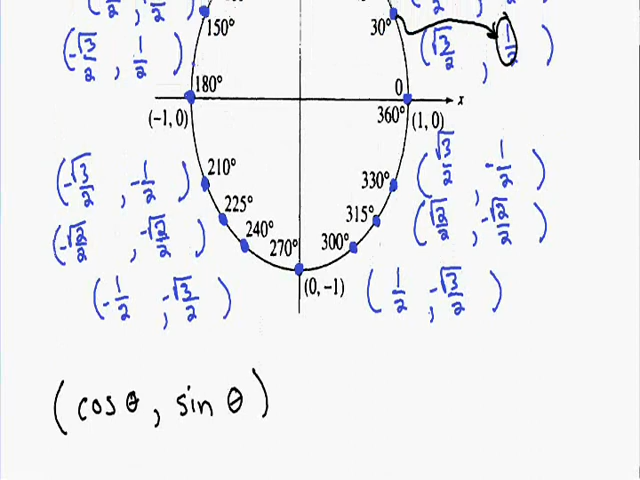 150° 30°
(-√3/2, 1/2) (√3/2, 1/2)
180° 0 x
(-1, 0) 360° (1, 0)
(-√3/2, -1/2) 210° 330° (√3/2, -1/2)
(-√2/2, -√2/2) 225° 315° (√2/2, -√2/2)
240° 270° 300°
(-1/2, -√3/2) (0, -1) (1/2, -√3/2)
(cos θ, sin θ)